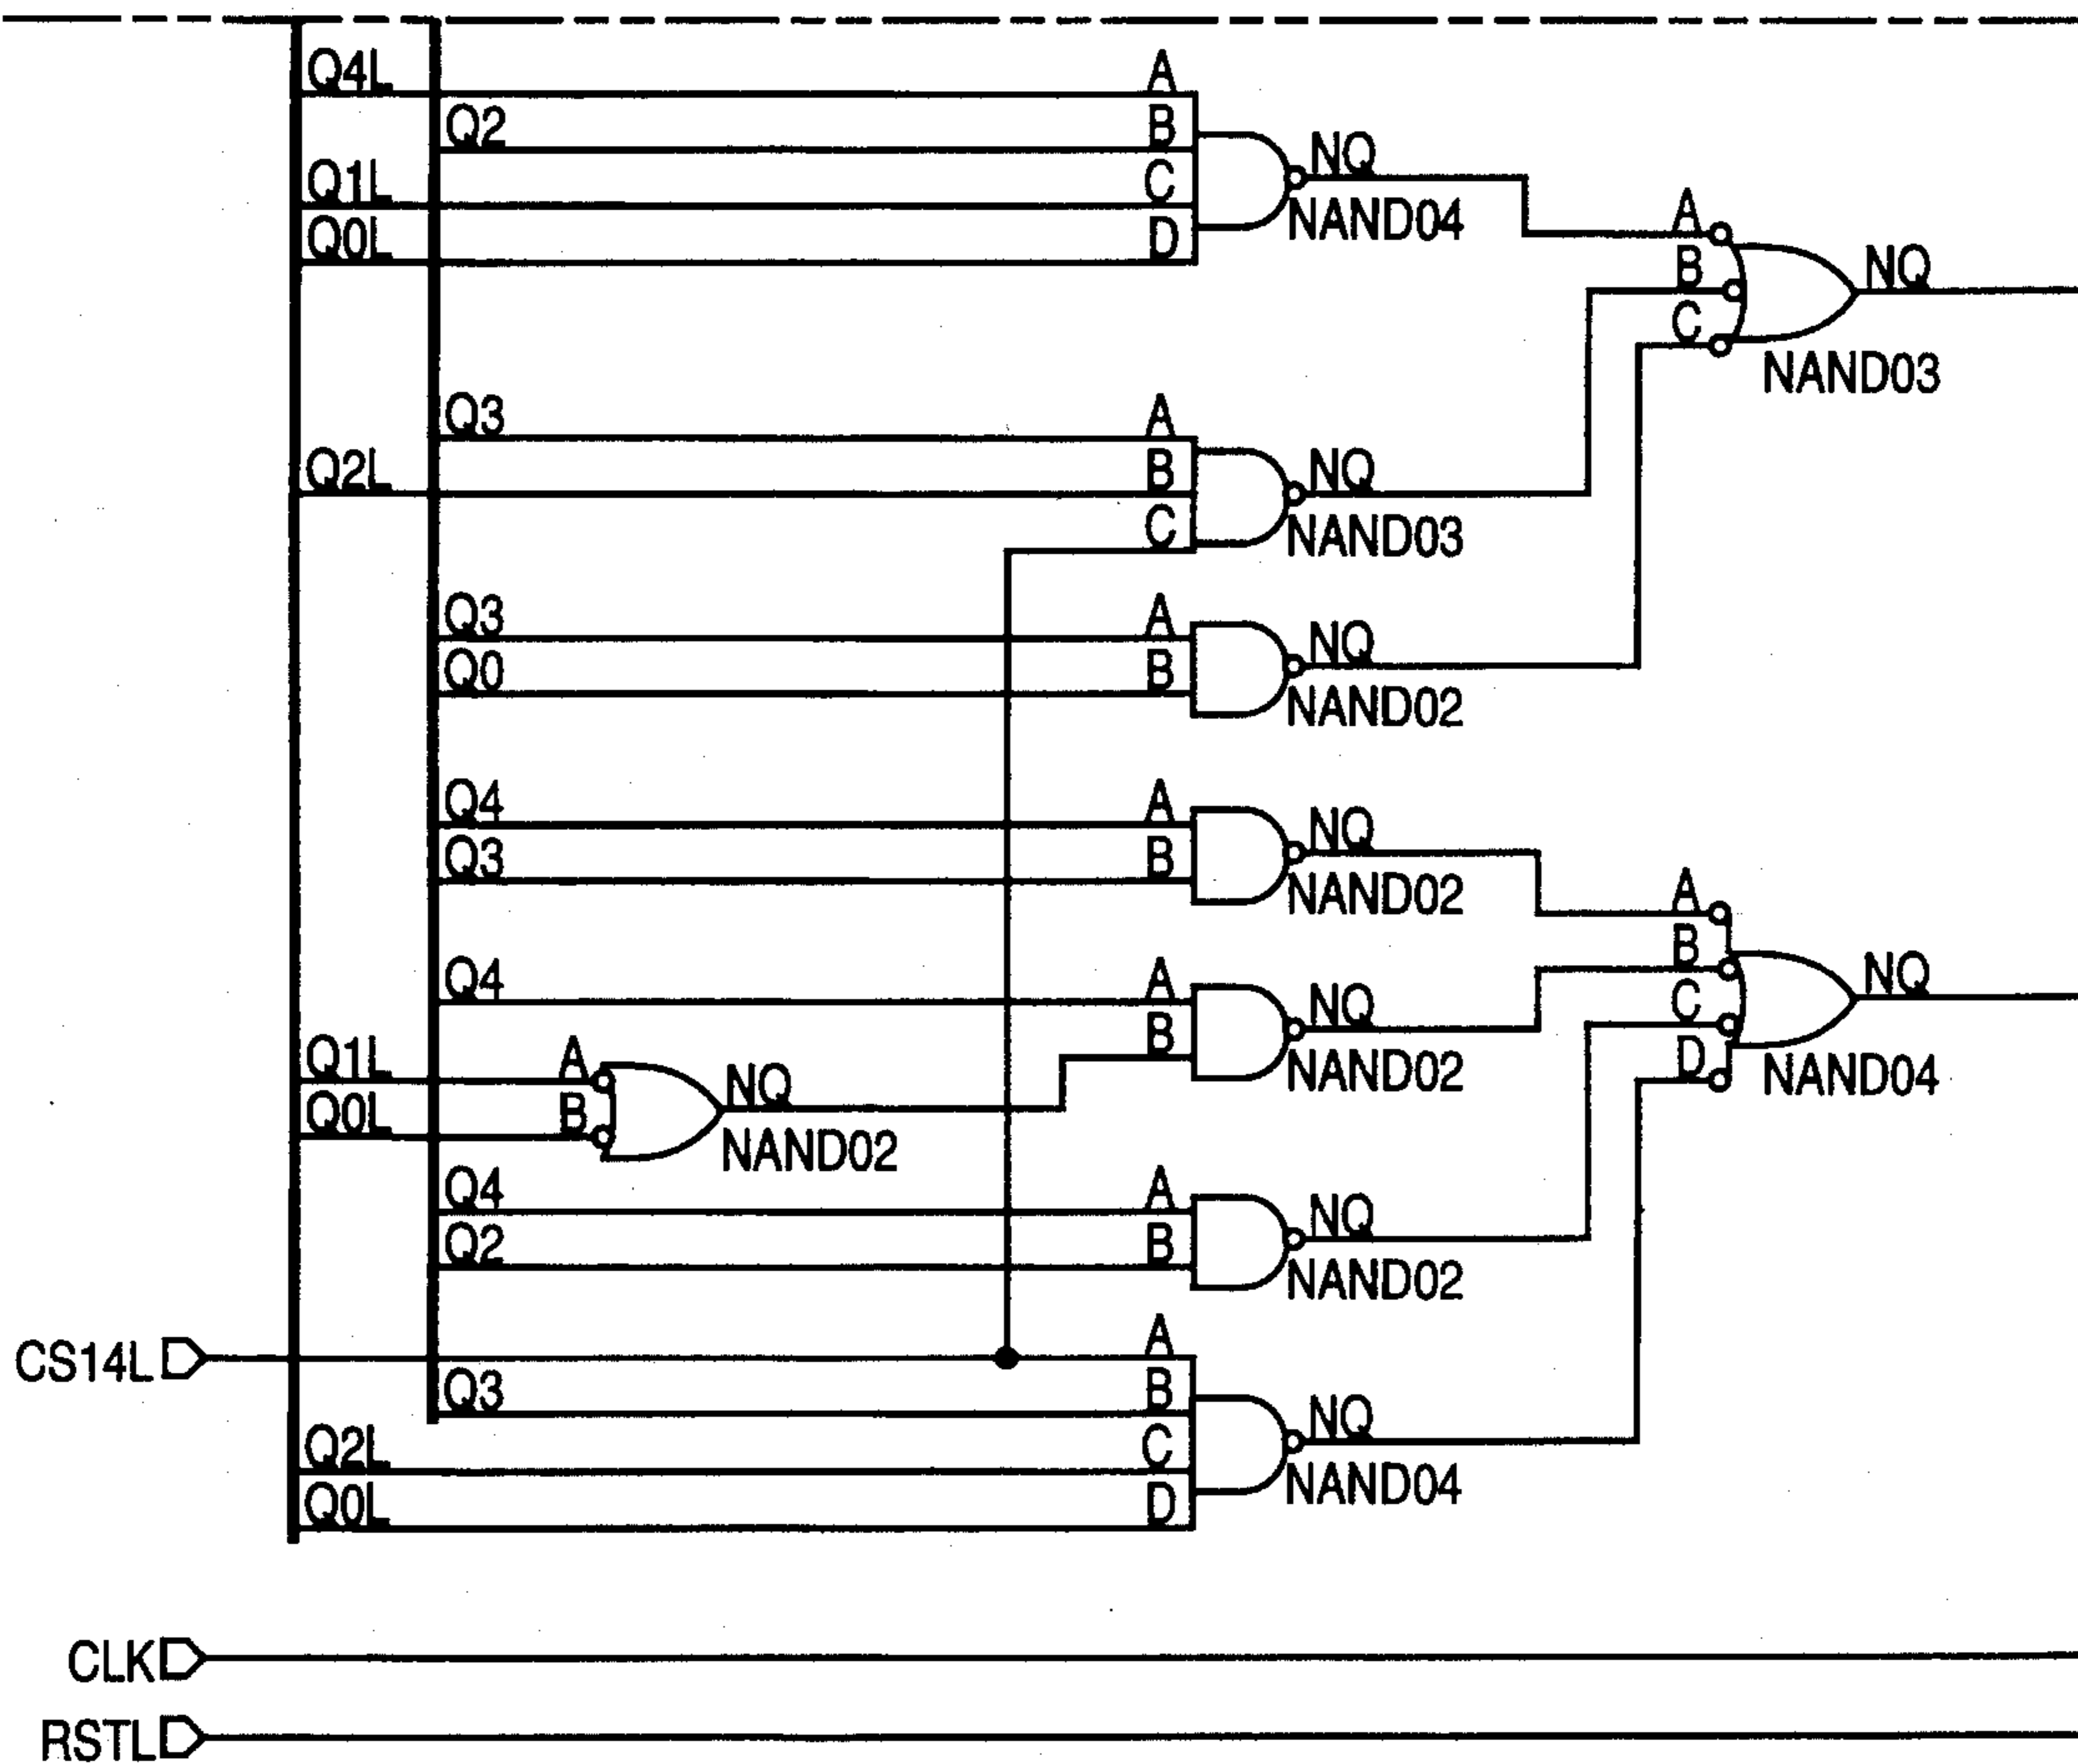 Q4L A
Q2 B
NQ
Q1L C
NAND04
Q0L D
A
B
NQ
C
NAND03
Q3 A
Q2L B
NQ
C
NAND03
Q3 A
NQ
Q0 B
NAND02
Q4 A
NQ
Q3 B
NAND02
A
B
NQ
C
D
NAND04
Q4 A
NQ
B
NAND02
Q1L A
NQ
Q0L B
NAND02
Q4 A
NQ
Q2 B
NAND02
CS14L A
Q3 B
NQ
Q2L C
NAND04
Q0L D
CLK
RSTL